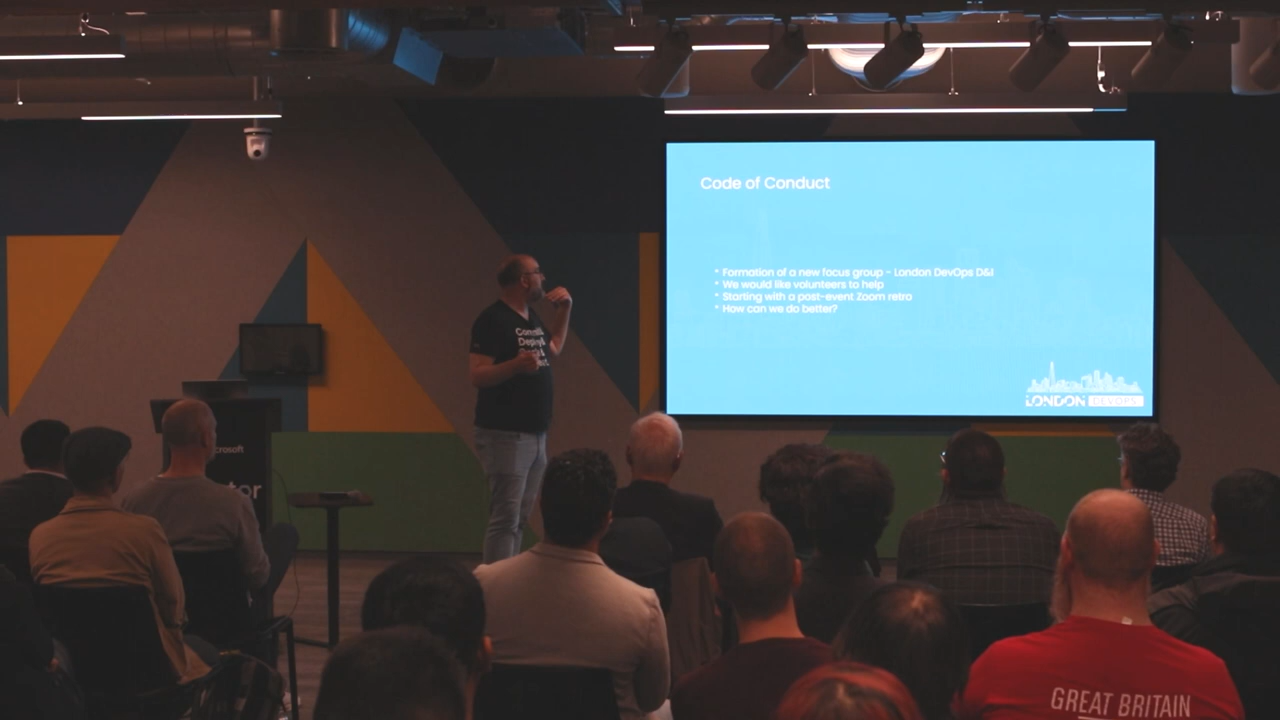 Code of Conduct
* Formation of a new focus group - London DevOps D&I
* We would like volunteers to help
* Starting with a post-event Zoom retro
* How can we do better?
LONDON DEVOPS
GREAT BRITAIN